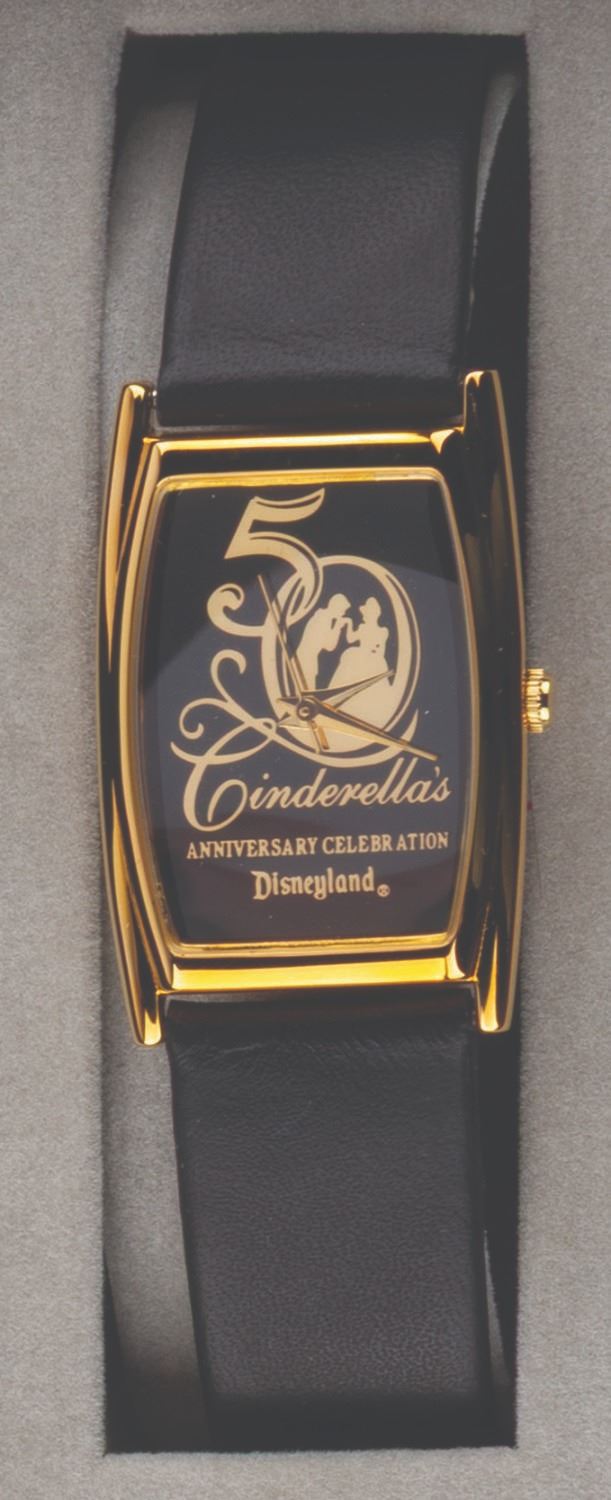 50
Cinderella's
ANNIVERSARY CELEBRATION
Disneyland®